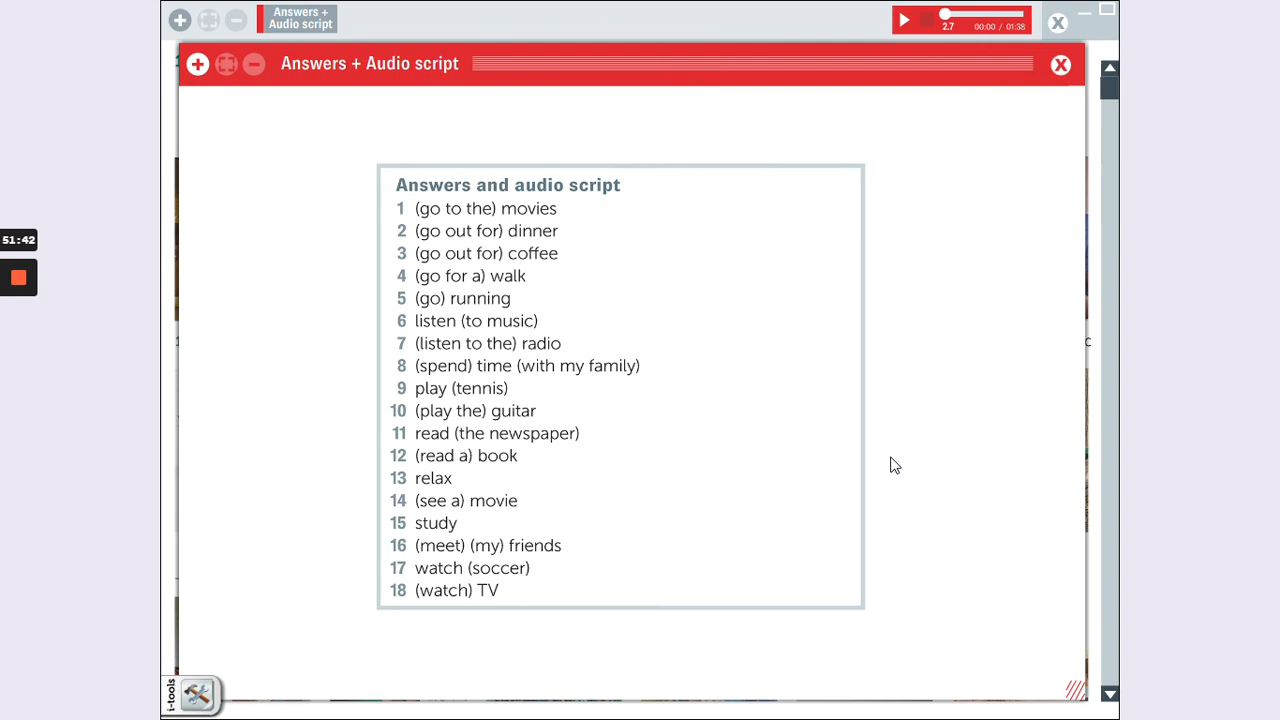 Answers +
Audio script
2.7
00:00 / 01:38
Answers + Audio script
Answers and audio script
1 (go to the) movies
2 (go out for) dinner
3 (go out for) coffee
4 (go for a) walk
5 (go) running
6 listen (to music)
7 (listen to the) radio
8 (spend) time (with my family)
9 play (tennis)
10 (play the) guitar
11 read (the newspaper)
12 (read a) book
13 relax
14 (see a) movie
15 study
16 (meet) (my) friends
17 watch (soccer)
18 (watch) TV
51:42
i-tools